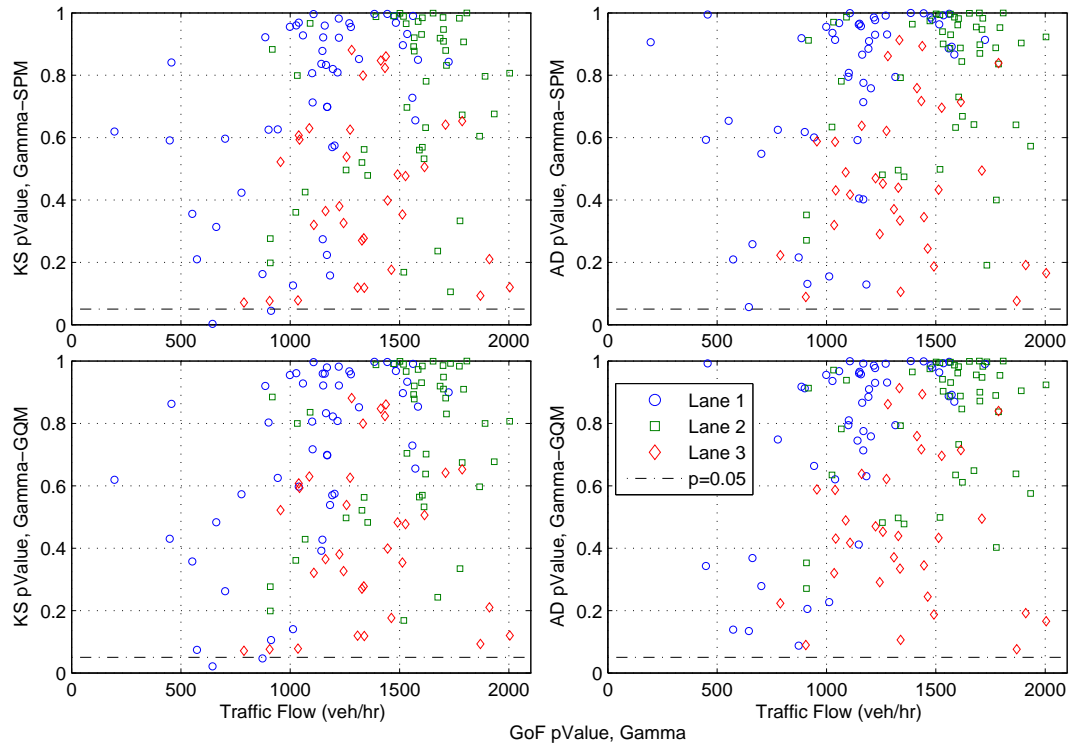 1
0.8
0.6
0.4
0.2
0
0 500 1000 1500 2000
KS pValue, Gamma−SPM
1
0.8
0.6
0.4
0.2
0
0 500 1000 1500 2000
AD pValue, Gamma−SPM
1
0.8
0.6
0.4
0.2
0
0 500 1000 1500 2000
KS pValue, Gamma−GQM
Traffic Flow (veh/hr)
1
0.8
0.6
0.4
0.2
0
0 500 1000 1500 2000
AD pValue, Gamma−GQM
Traffic Flow (veh/hr)
Lane 1
Lane 2
Lane 3
p=0.05
GoF pValue, Gamma